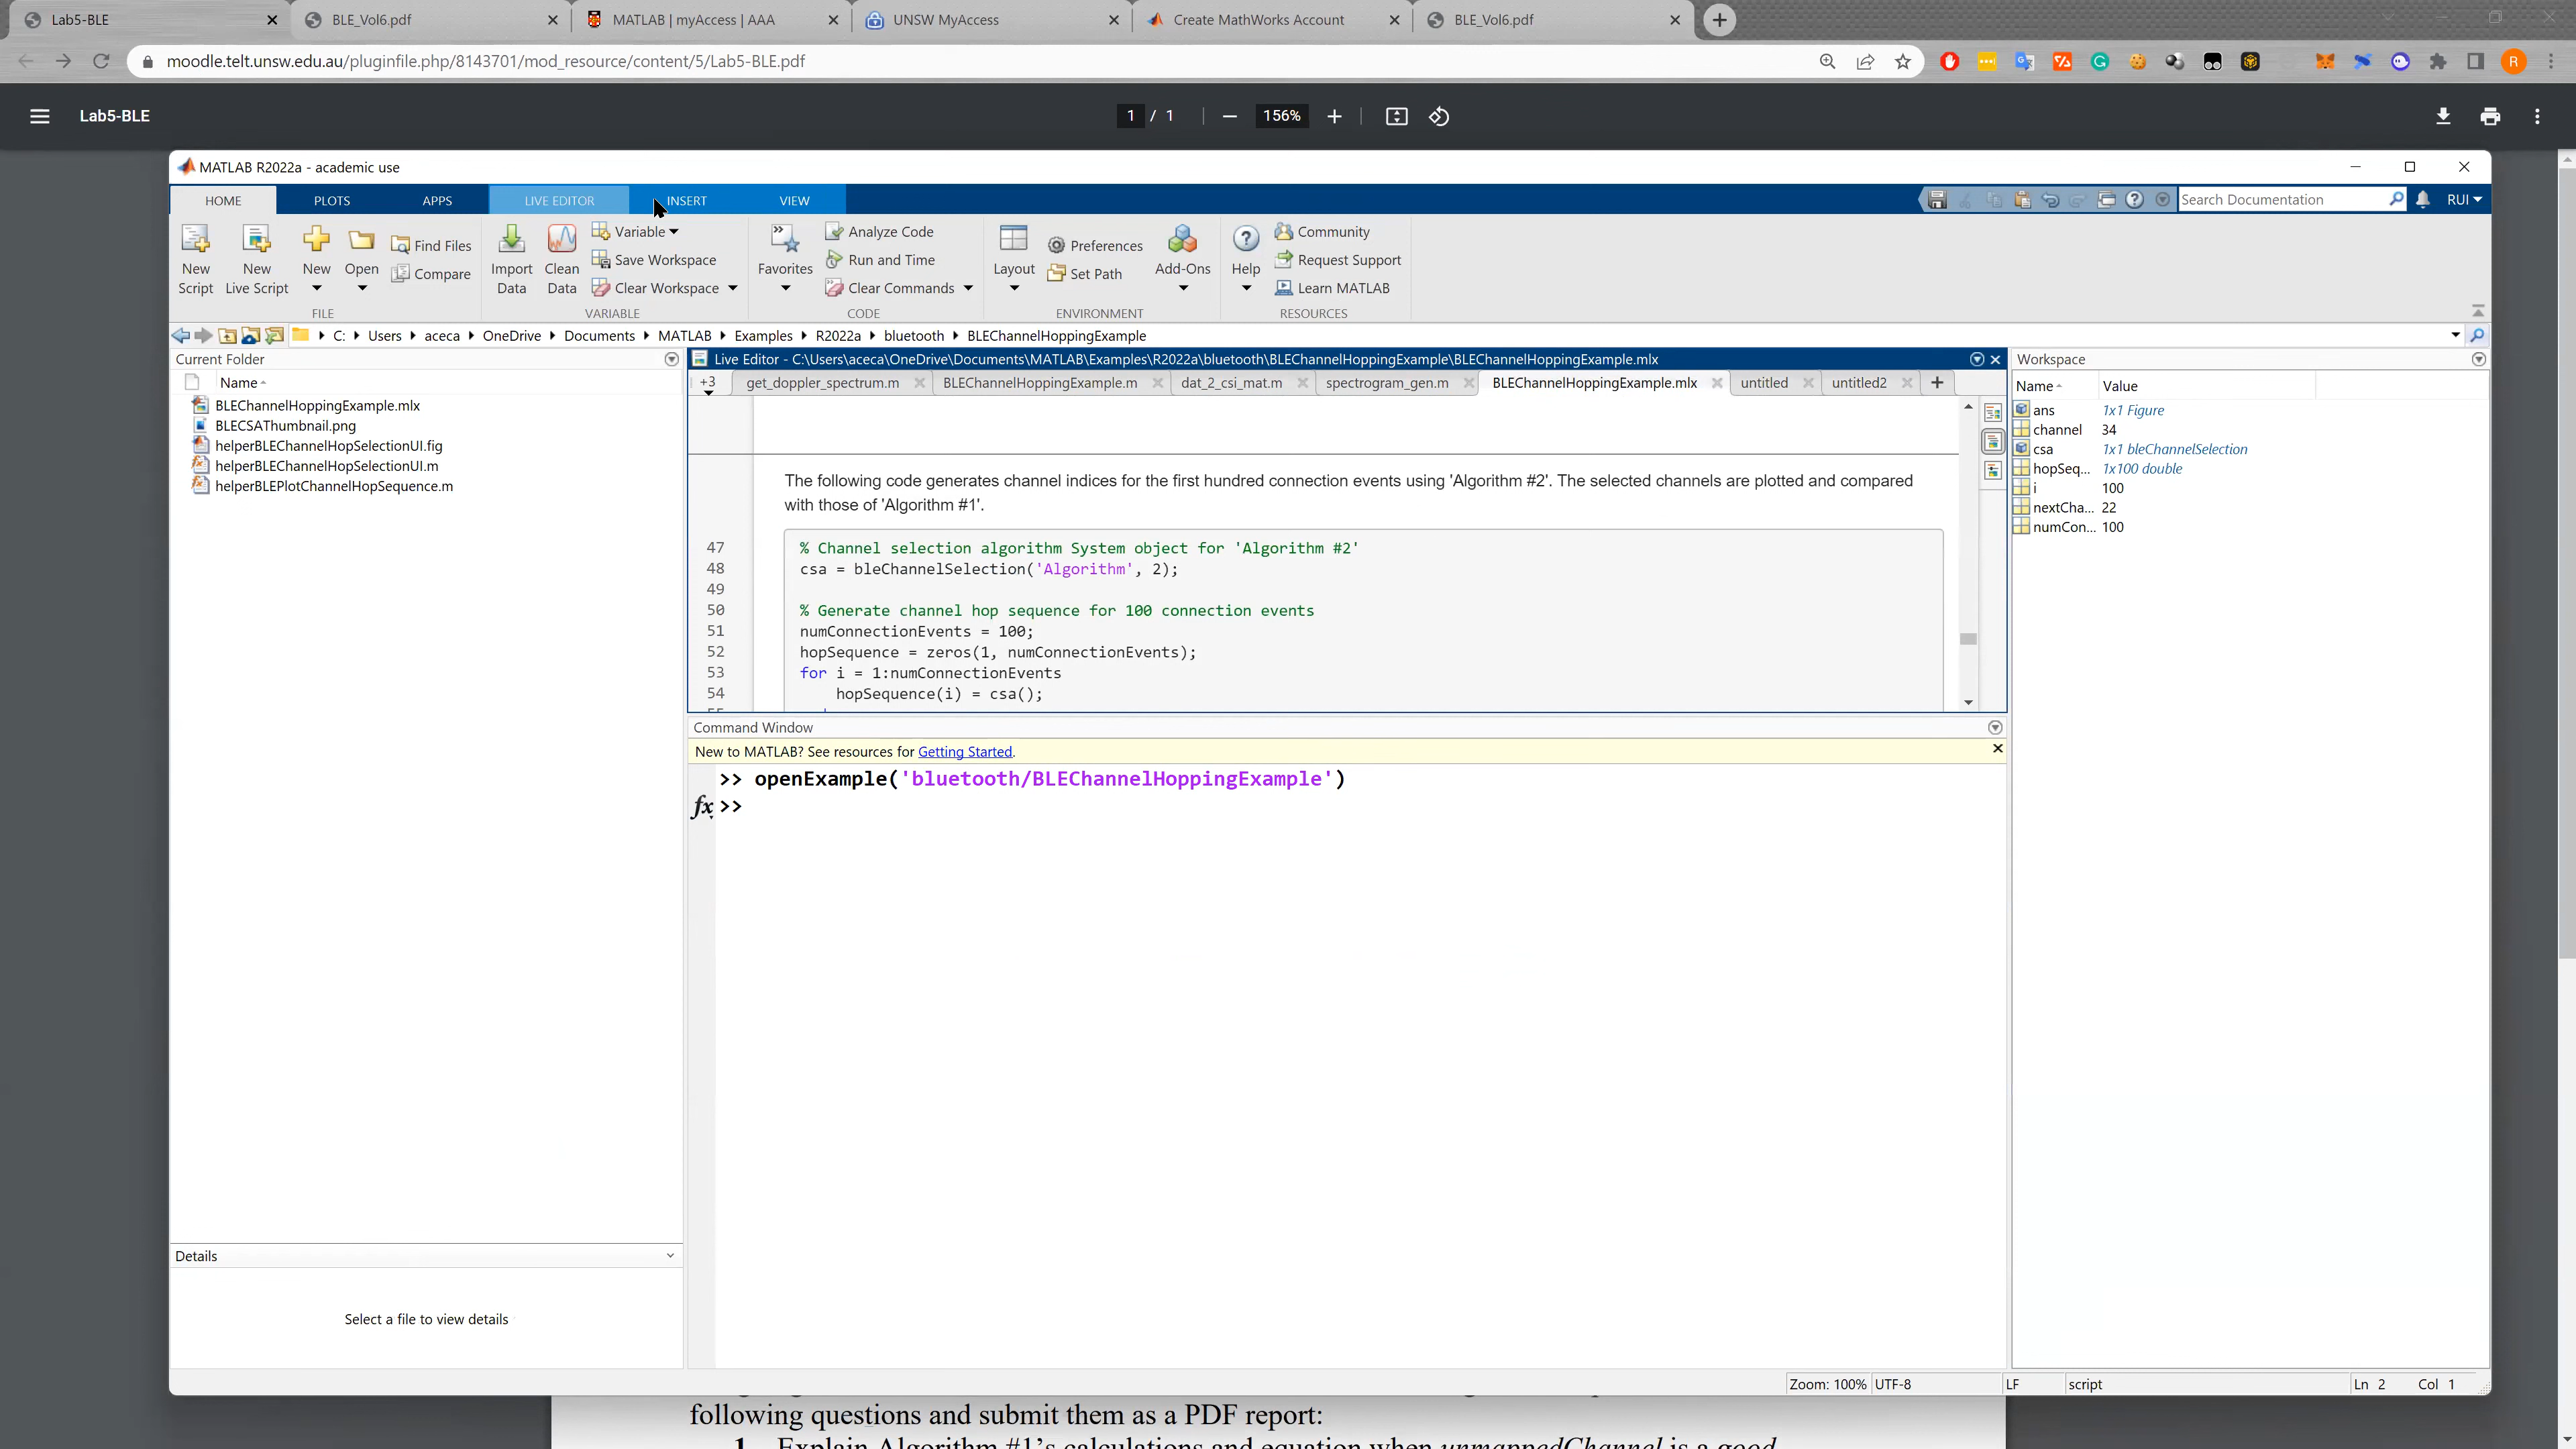 Lab5-BLE
BLE_Vol6.pdf
MATLAB | myAccess | AAA
UNSW MyAccess
Create MathWorks Account
BLE_Vol6.pdf
moodle.telt.unsw.edu.au/pluginfile.php/8143701/mod_resource/content/5/Lab5-BLE.pdf
R
Lab5-BLE
1 / 1
156%
MATLAB R2022a - academic use
HOME PLOTS APPS LIVE EDITOR INSERT VIEW
Search Documentation
RUI
New Script
New Live Script
New
Open
Find Files
Compare
FILE
Import Data
Clean Data
Variable
Save Workspace
Clear Workspace
VARIABLE
Favorites
Analyze Code
Run and Time
Clear Commands
CODE
Layout
Preferences
Set Path
Add-Ons
ENVIRONMENT
Help
Community
Request Support
Learn MATLAB
RESOURCES
C: Users aceca OneDrive Documents MATLAB Examples R2022a bluetooth BLEChannelHoppingExample
Current Folder
Name
BLEChannelHoppingExample.mlx
BLECSAThumbnail.png
helperBLEChannelHopSelectionUI.fig
helperBLEChannelHopSelectionUI.m
helperBLEPlotChannelHopSequence.m
Details
Select a file to view details
Live Editor - C:\Users\aceca\OneDrive\Documents\MATLAB\Examples\R2022a\bluetooth\BLEChannelHoppingExample\BLEChannelHoppingExample.mlx
+3 get_doppler_spectrum.m BLEChannelHoppingExample.m dat_2_csi_mat.m spectrogram_gen.m BLEChannelHoppingExample.mlx untitled untitled2
The following code generates channel indices for the first hundred connection events using 'Algorithm #2'. The selected channels are plotted and compared
with those of 'Algorithm #1'.
47 % Channel selection algorithm System object for 'Algorithm #2'
48 csa = bleChannelSelection('Algorithm', 2);
49
50 % Generate channel hop sequence for 100 connection events
51 numConnectionEvents = 100;
52 hopSequence = zeros(1, numConnectionEvents);
53 for i = 1:numConnectionEvents
54 hopSequence(i) = csa();
Command Window
New to MATLAB? See resources for Getting Started.
>> openExample('bluetooth/BLEChannelHoppingExample')
fx >>
Workspace
Name Value
ans 1x1 Figure
channel 34
csa 1x1 bleChannelSelection
hopSeq... 1x100 double
i 100
nextCha... 22
numCon... 100
Zoom: 100% UTF-8 LF script Ln 2 Col 1
following questions and submit them as a PDF report:
1. Explain Algorithm #1's calculations and equation when unmappedChannel is a good